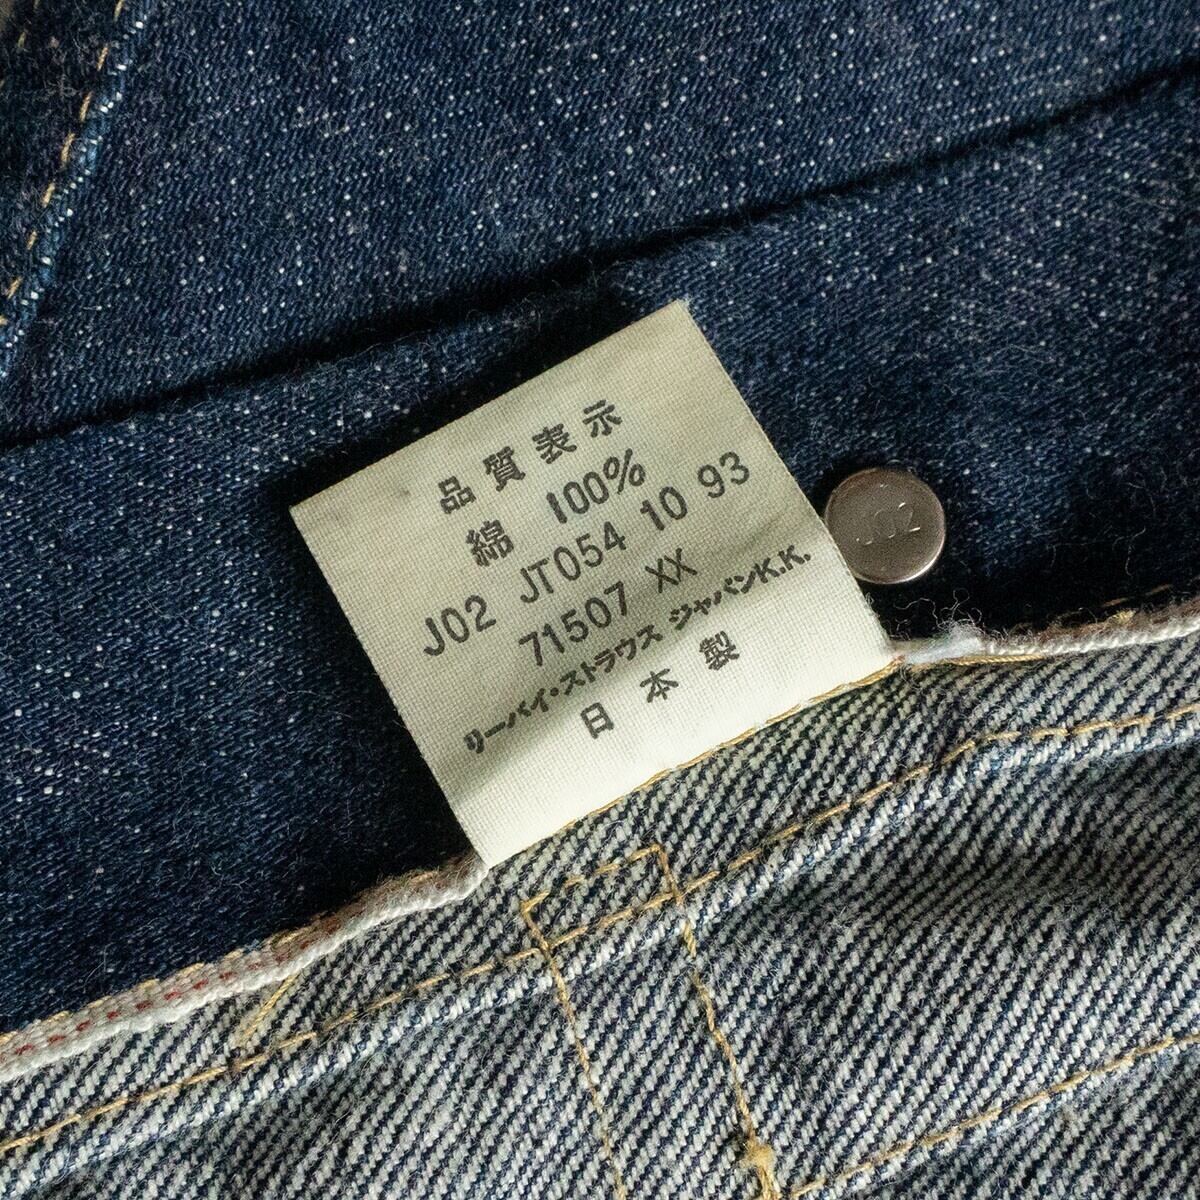 品質表示
綿 100%
J02 JT054 10 93
71507 XX
リーバイ・ストラウス ジャパンK.K.
日本製
J02